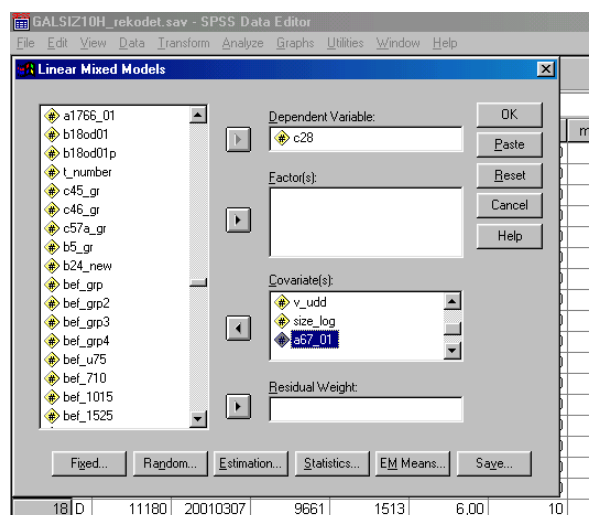 GALSIZ10H_rekodet.sav - SPSS Data Editor
File Edit View Data Transform Analyze Graphs Utilities Window Help
Linear Mixed Models
a1766_01
b18od01
b18od01p
t_number
c45_gr
c46_gr
c57a_gr
b5_gr
b24_new
bef_grp
bef_grp2
bef_grp3
bef_grp4
bef_u75
bef_710
bef_1015
bef_1525
Dependent Variable:
c28
Factor(s):
Covariate(s):
v_udd
size_log
a67_01
Residual Weight:
OK
Paste
Reset
Cancel
Help
m
Fixed... Random... Estimation... Statistics... EM Means... Save...
18 D 11180 20010307 9661 1513 6,00 10